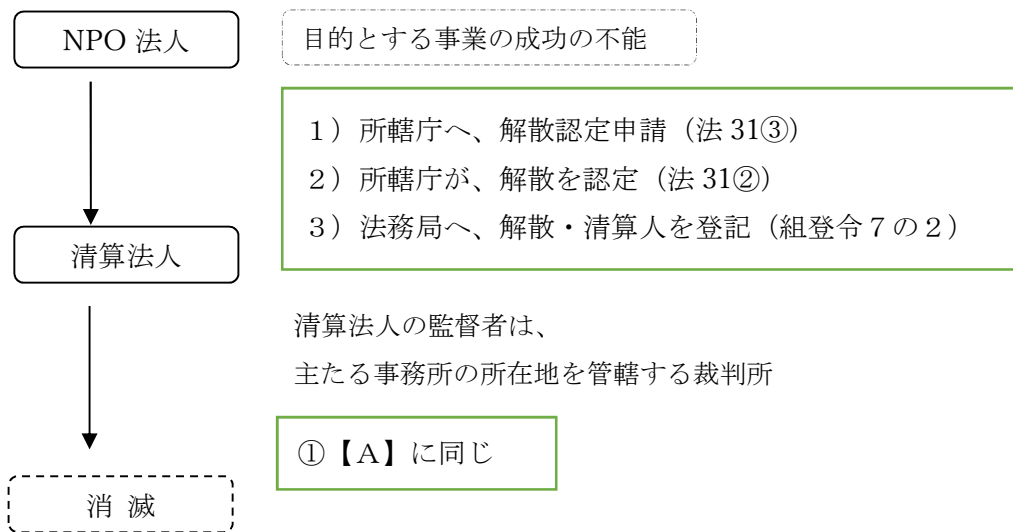 NPO 法人
目的とする事業の成功の不能
１）所轄庁へ、解散認定申請（法 31③）
２）所轄庁が、解散を認定（法 31②）
３）法務局へ、解散・清算人を登記（組登令７の２）
清算法人
清算法人の監督者は、
主たる事務所の所在地を管轄する裁判所
①【Ａ】に同じ
消 滅